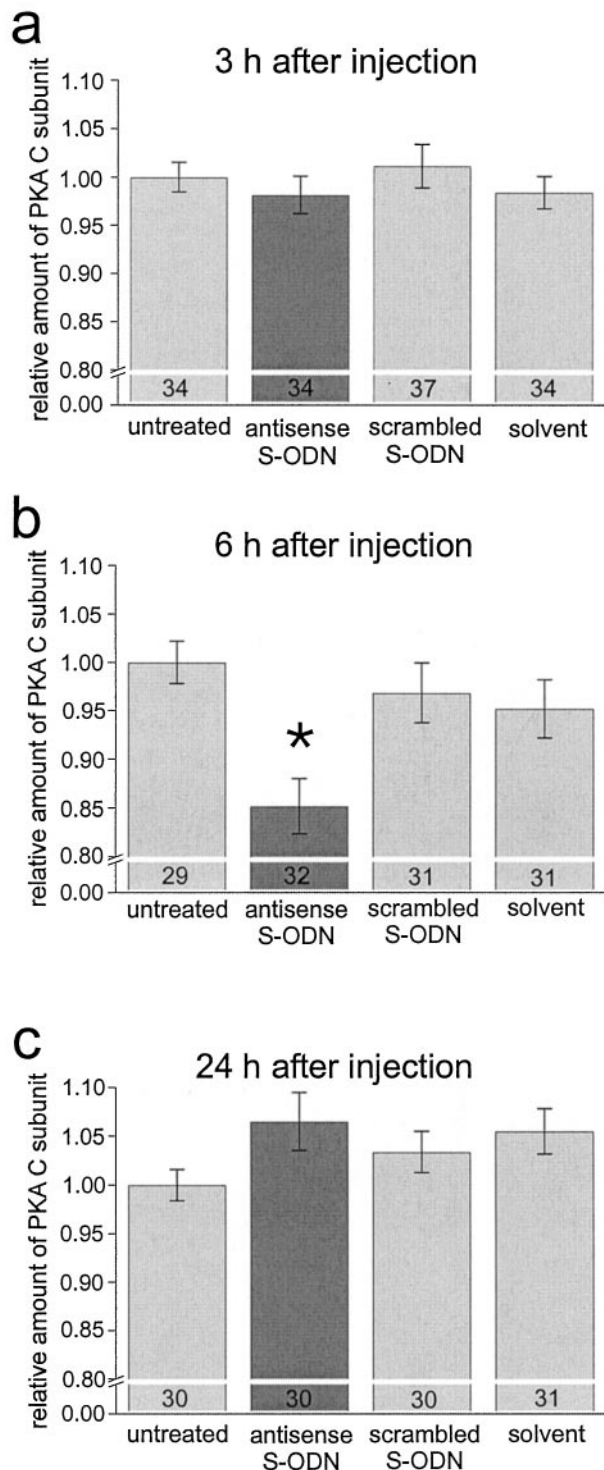 a
3 h after injection
relative amount of PKA C subunit
1.10
1.05
1.00
0.95
0.90
0.85
0.80
0.00
34 34 37 34
untreated antisense scrambled solvent
S-ODN S-ODN
b
6 h after injection
relative amount of PKA C subunit
1.10
1.05
1.00
0.95
0.90
0.85
0.80
0.00
*
29 32 31 31
untreated antisense scrambled solvent
S-ODN S-ODN
c
24 h after injection
relative amount of PKA C subunit
1.10
1.05
1.00
0.95
0.90
0.85
0.80
0.00
30 30 30 31
untreated antisense scrambled solvent
S-ODN S-ODN